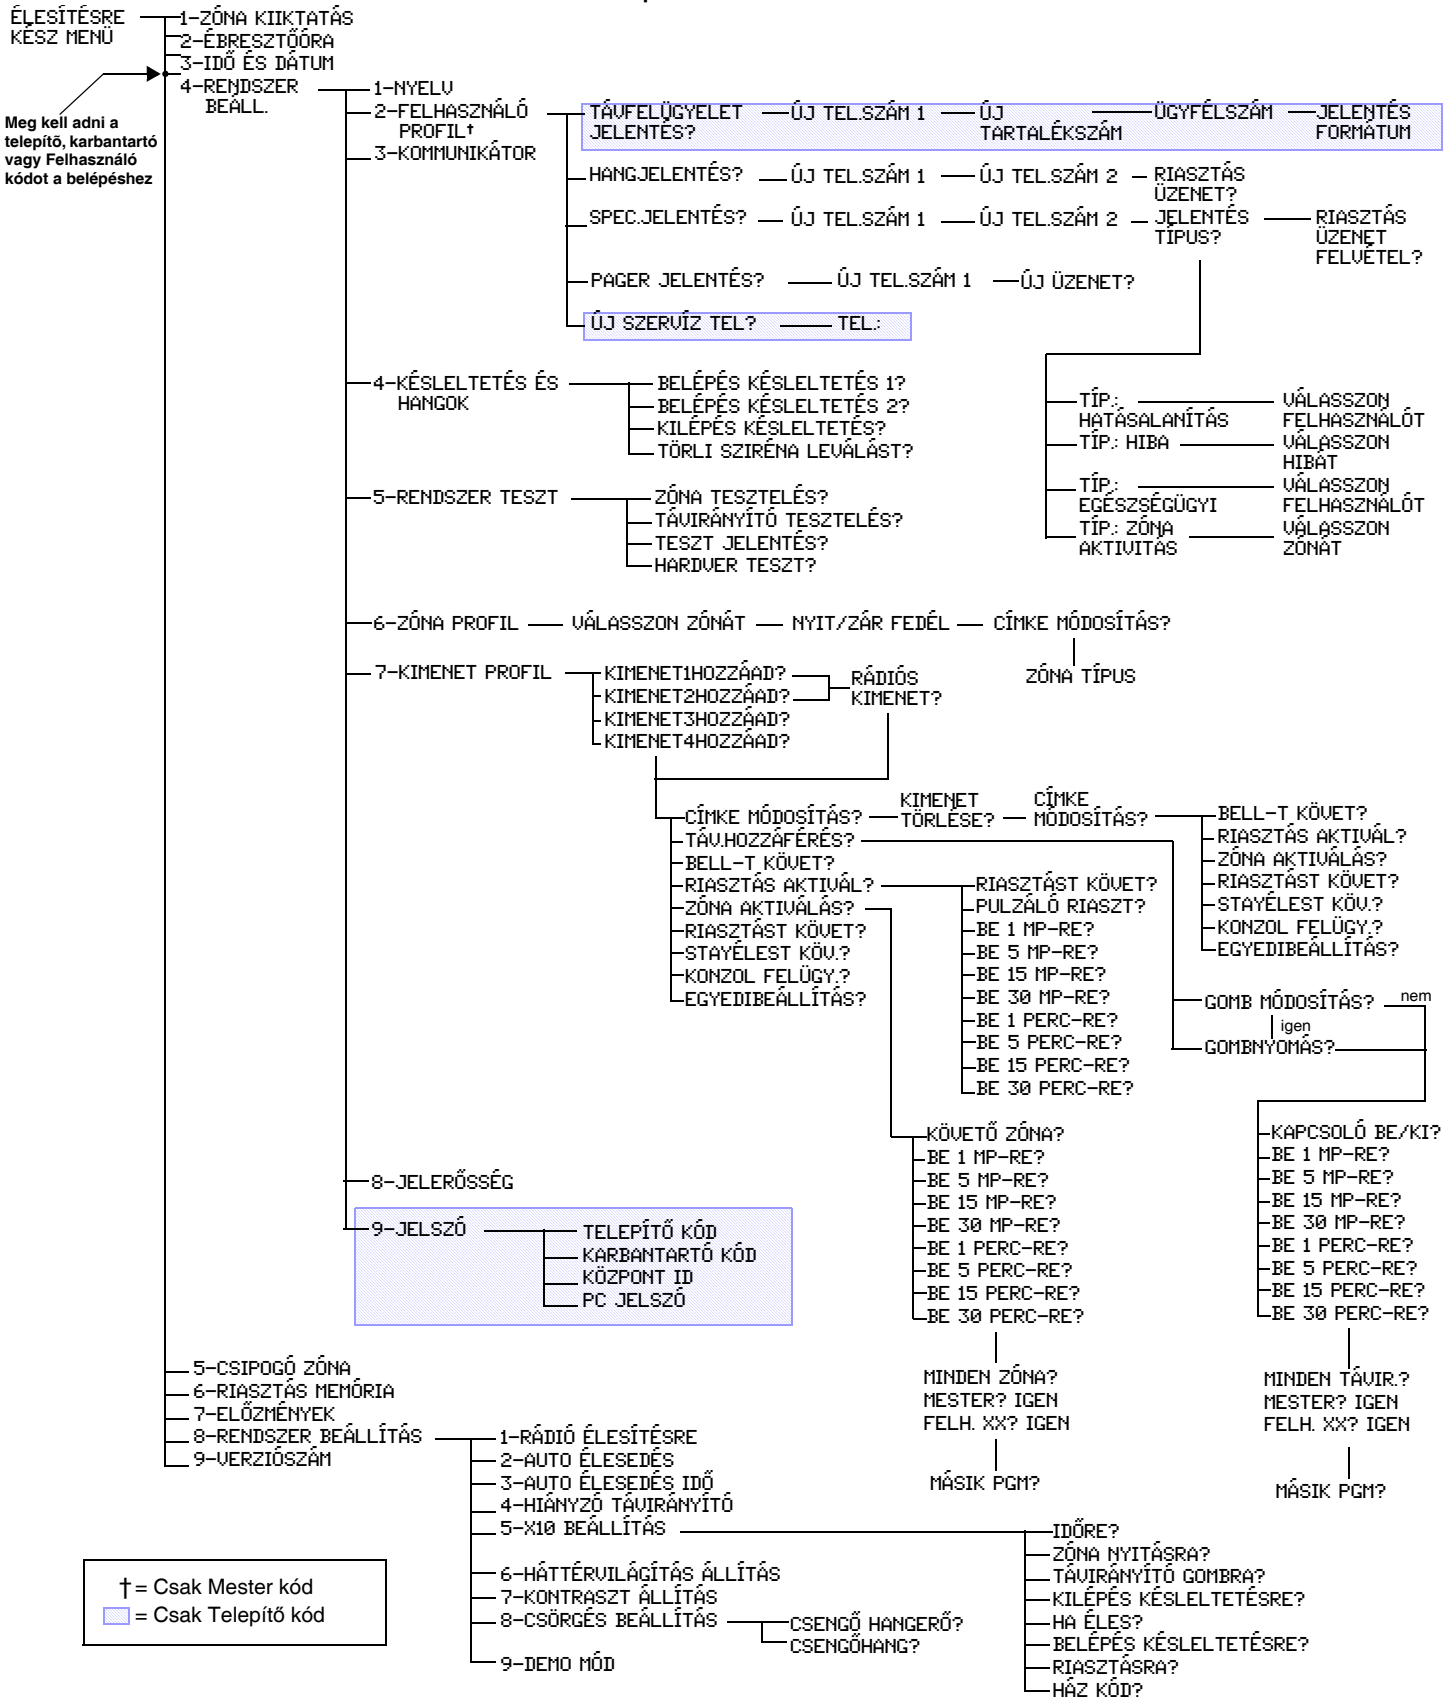 ÉLESÍTÉSRE
KÉSZ MENÜ
1-ZÓNA KIIKTATÁS
2-ÉBRESZTŐÓRA
3-IDŐ ÉS DÁTUM
4-RENDSZER
BEÁLL.
Meg kell adni a
telepítõ, karbantartó
vagy Felhasználó
kódot a belépéshez
1-NYELV
2-FELHASZNÁLÓ
PROFIL†
3-KOMMUNIKÁTOR
TÁVFELÜGYELET
JELENTÉS?
ÚJ TEL.SZÁM 1
ÚJ
TARTALÉKSZÁM
ÜGYFÉLSZÁM
JELENTÉS
FORMÁTUM
HANGJELENTÉS?
ÚJ TEL.SZÁM 1
ÚJ TEL.SZÁM 2
RIASZTÁS
ÜZENET?
SPEC.JELENTÉS?
ÚJ TEL.SZÁM 1
ÚJ TEL.SZÁM 2
JELENTÉS
TÍPUS?
RIASZTÁS
ÜZENET
FELVÉTEL?
PAGER JELENTÉS?
ÚJ TEL.SZÁM 1
ÚJ ÜZENET?
ÚJ SZERVÍZ TEL?
TEL.:
4-KÉSLELTETÉS ÉS
HANGOK
BELÉPÉS KÉSLELTETÉS 1?
BELÉPÉS KÉSLELTETÉS 2?
KILÉPÉS KÉSLELTETÉS?
TÖRLI SZIRÉNA LEVÁLÁST?
TÍP.:
HATÁSALANÍTÁS
VÁLASSZON
FELHASZNÁLÓT
TÍP.: HIBA
VÁLASSZON
HIBÁT
TÍP.:
EGÉSZSÉGÜGYI
VÁLASSZON
FELHASZNÁLÓT
TÍP.: ZÓNA
AKTIVITÁS
VÁLASSZON
ZÓNÁT
5-RENDSZER TESZT
ZÓNA TESZTELÉS?
TÁVIRÁNYÍTÓ TESZTELÉS?
TESZT JELENTÉS?
HARDVER TESZT?
6-ZÓNA PROFIL
VÁLASSZON ZÓNÁT
NYIT/ZÁR FEDÉL
CÍMKE MÓDOSÍTÁS?
ZÓNA TÍPUS
7-KIMENET PROFIL
KIMENET1HOZZÁAD?
KIMENET2HOZZÁAD?
KIMENET3HOZZÁAD?
KIMENET4HOZZÁAD?
RÁDIÓS
KIMENET?
CÍMKE MÓDOSÍTÁS?
TÁV.HOZZÁFÉRÉS?
BELL-T KÖVET?
RIASZTÁS AKTIVÁL?
ZÓNA AKTIVÁLÁS?
RIASZTÁST KÖVET?
STAYÉLEST KÖV.?
KONZOL FELÜGY.?
EGYEDIBEÁLLÍTÁS?
KIMENET
TÖRLÉSE?
CÍMKE
MÓDOSÍTÁS?
BELL-T KÖVET?
RIASZTÁS AKTIVÁL?
ZÓNA AKTIVÁLÁS?
RIASZTÁST KÖVET?
STAYÉLEST KÖV.?
KONZOL FELÜGY.?
EGYEDIBEÁLLÍTÁS?
RIASZTÁST KÖVET?
PULZÁLÓ RIASZT?
BE 1 MP-RE?
BE 5 MP-RE?
BE 15 MP-RE?
BE 30 MP-RE?
BE 1 PERC-RE?
BE 5 PERC-RE?
BE 15 PERC-RE?
BE 30 PERC-RE?
GOMB MÓDOSÍTÁS?
nem
igen
GOMBNYOMÁS?
KÖVETŐ ZÓNA?
BE 1 MP-RE?
BE 5 MP-RE?
BE 15 MP-RE?
BE 30 MP-RE?
BE 1 PERC-RE?
BE 5 PERC-RE?
BE 15 PERC-RE?
BE 30 PERC-RE?
MINDEN ZÓNA?
MESTER? IGEN
FELH. XX? IGEN
MÁSIK PGM?
KAPCSOLÓ BE/KI?
BE 1 MP-RE?
BE 5 MP-RE?
BE 15 MP-RE?
BE 30 MP-RE?
BE 1 PERC-RE?
BE 5 PERC-RE?
BE 15 PERC-RE?
BE 30 PERC-RE?
MINDEN TÁVIR.?
MESTER? IGEN
FELH. XX? IGEN
MÁSIK PGM?
8-JELERŐSSÉG
9-JELSZÓ
TELEPÍTŐ KÓD
KARBANTARTÓ KÓD
KÖZPONT ID
PC JELSZÓ
5-CSIPOGÓ ZÓNA
6-RIASZTÁS MEMÓRIA
7-ELŐZMÉNYEK
8-RENDSZER BEÁLLÍTÁS
9-VERZIÓSZÁM
1-RÁDIÓ ÉLESÍTÉSRE
2-AUTO ÉLESEDÉS
3-AUTO ÉLESEDÉS IDŐ
4-HIÁNYZÓ TÁVIRÁNYÍTÓ
5-X10 BEÁLLÍTÁS
6-HÁTTÉRVILÁGÍTÁS ÁLLÍTÁS
7-KONTRASZT ÁLLÍTÁS
8-CSÖRGÉS BEÁLLÍTÁS
9-DEMO MÓD
CSENGŐ HANGERŐ?
CSENGŐHANG?
IDŐRE?
ZÓNA NYITÁSRA?
TÁVIRÁNYÍTÓ GOMBRA?
KILÉPÉS KÉSLELTETÉSRE?
HA ÉLES?
BELÉPÉS KÉSLELTETÉSRE?
RIASZTÁSRA?
HÁZ KÓD?
† = Csak Mester kód
= Csak Telepítő kód